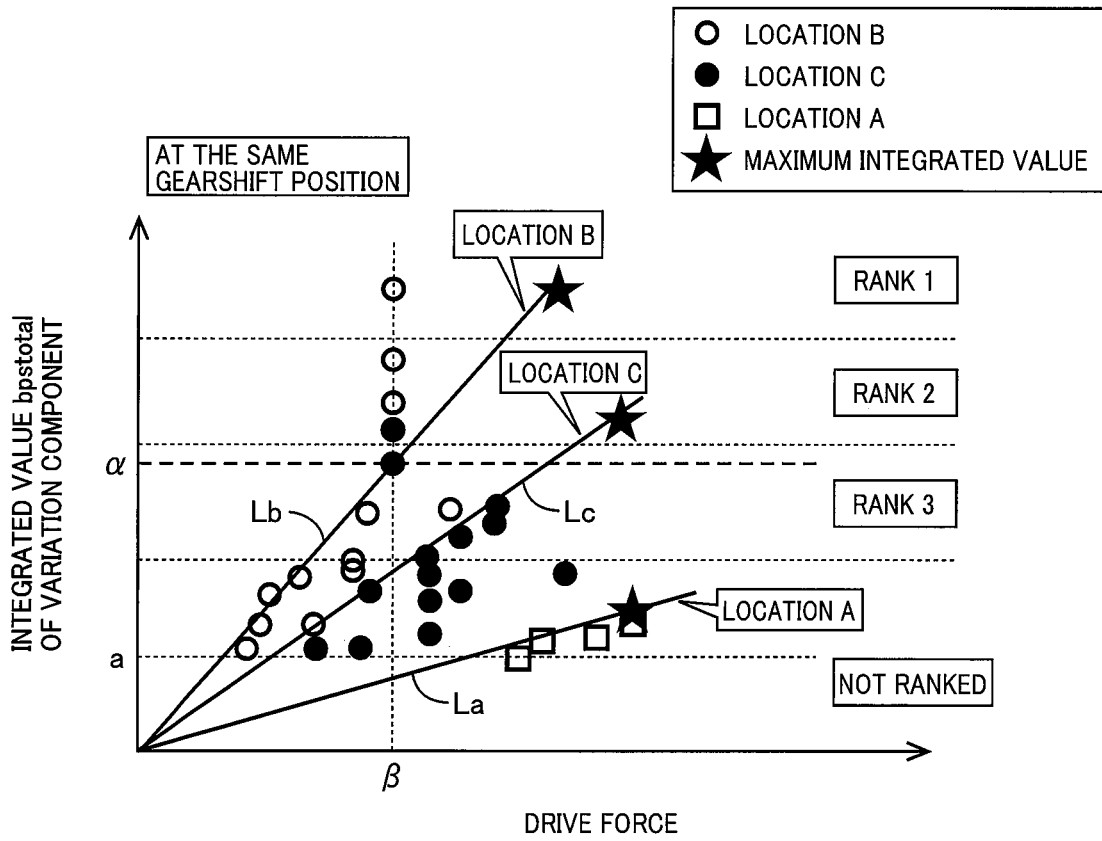 LOCATION B
LOCATION C
LOCATION A
MAXIMUM INTEGRATED VALUE
AT THE SAME
GEARSHIFT POSITION
INTEGRATED VALUE bpstotal
OF VARIATION COMPONENT
LOCATION B
RANK 1
LOCATION C
RANK 2
α
Lb
Lc
RANK 3
LOCATION A
a
La
NOT RANKED
β
DRIVE FORCE